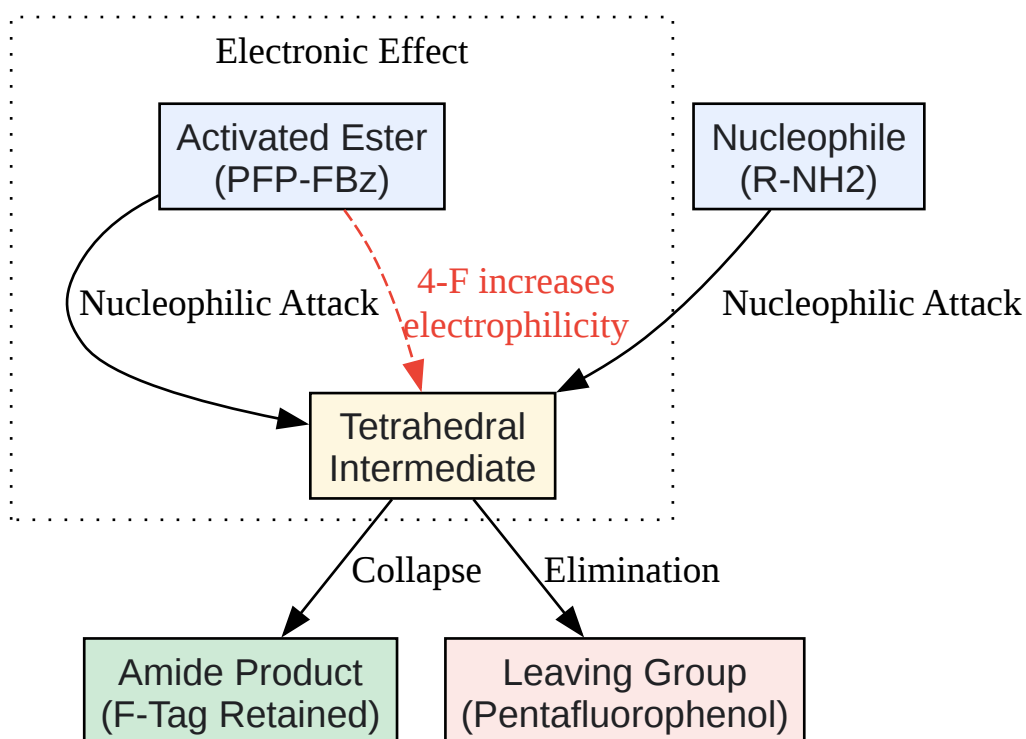 Electronic Effect
Activated Ester
(PFP-FBz)
Nucleophile
(R-NH2)
Nucleophilic Attack
4-F increases
electrophilicity
Nucleophilic Attack
Tetrahedral
Intermediate
Collapse
Elimination
Amide Product
(F-Tag Retained)
Leaving Group
(Pentafluorophenol)